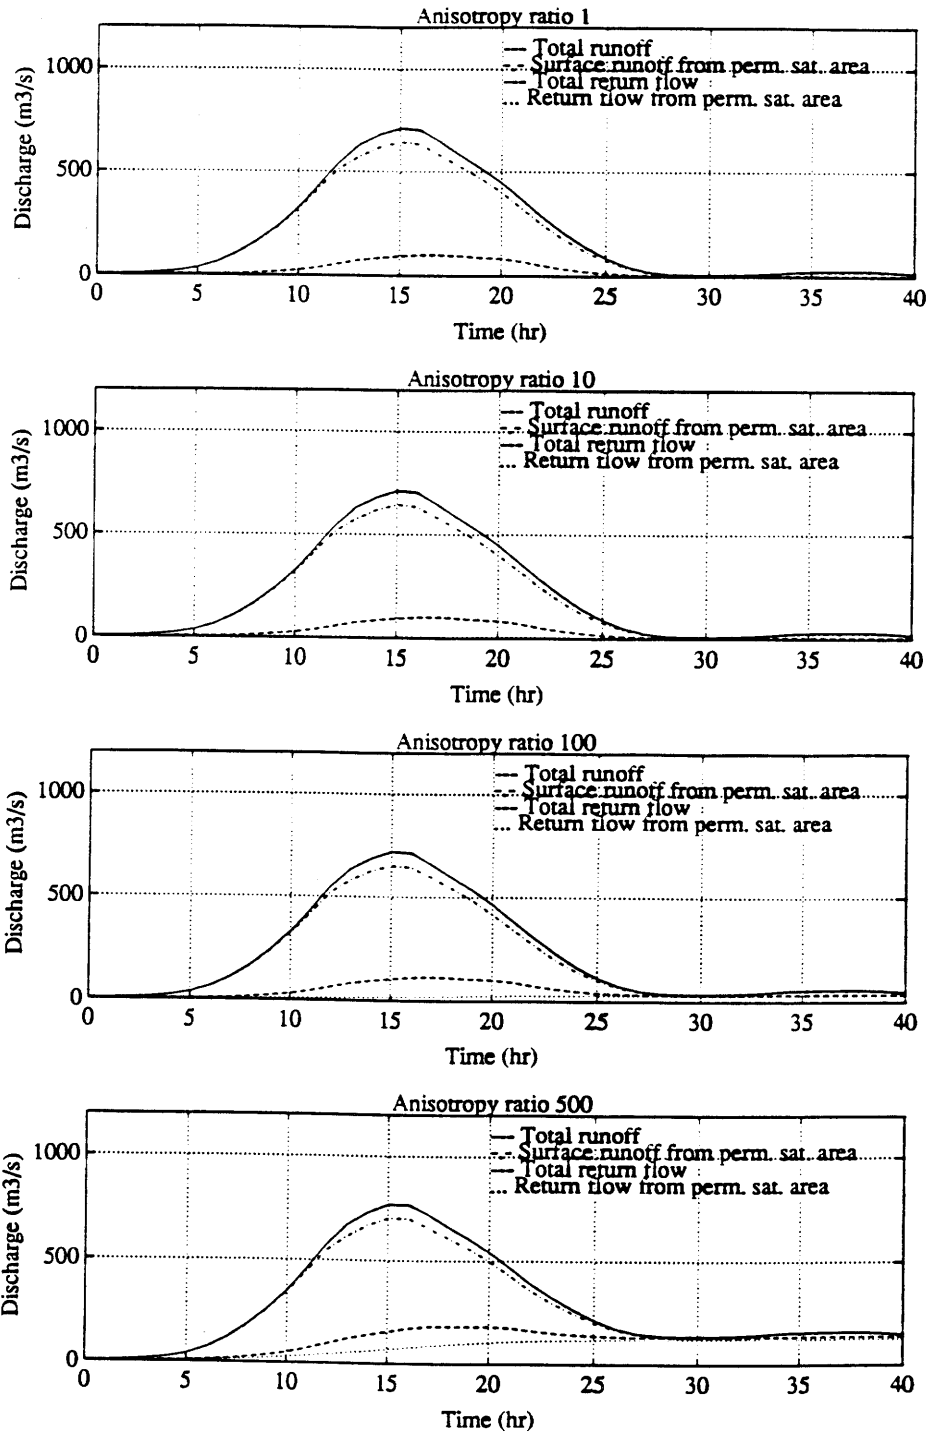 Anisotropy ratio 1
Total runoff
Surface runoff from perm. sat. area
Total return flow
... Return flow from perm. sat. area
Discharge (m3/s)
1000
500
0
0 5 10 15 20 25 30 35 40
Time (hr)
Anisotropy ratio 10
Total runoff
Surface runoff from perm. sat. area
Total return flow
... Return flow from perm. sat. area
Discharge (m3/s)
1000
500
0
0 5 10 15 20 25 30 35 40
Time (hr)
Anisotropy ratio 100
Total runoff
Surface runoff from perm. sat. area
Total return flow
... Return flow from perm. sat. area
Discharge (m3/s)
1000
500
0
0 5 10 15 20 25 30 35 40
Time (hr)
Anisotropy ratio 500
Total runoff
Surface runoff from perm. sat. area
Total return flow
... Return flow from perm. sat. area
Discharge (m3/s)
1000
500
0
0 5 10 15 20 25 30 35 40
Time (hr)